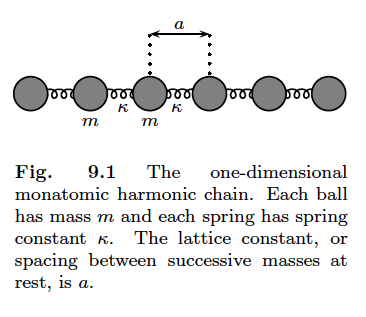 a
κ κ
m m
Fig. 9.1 The one-dimensional
monatomic harmonic chain. Each ball
has mass m and each spring has spring
constant κ. The lattice constant, or
spacing between successive masses at
rest, is a.